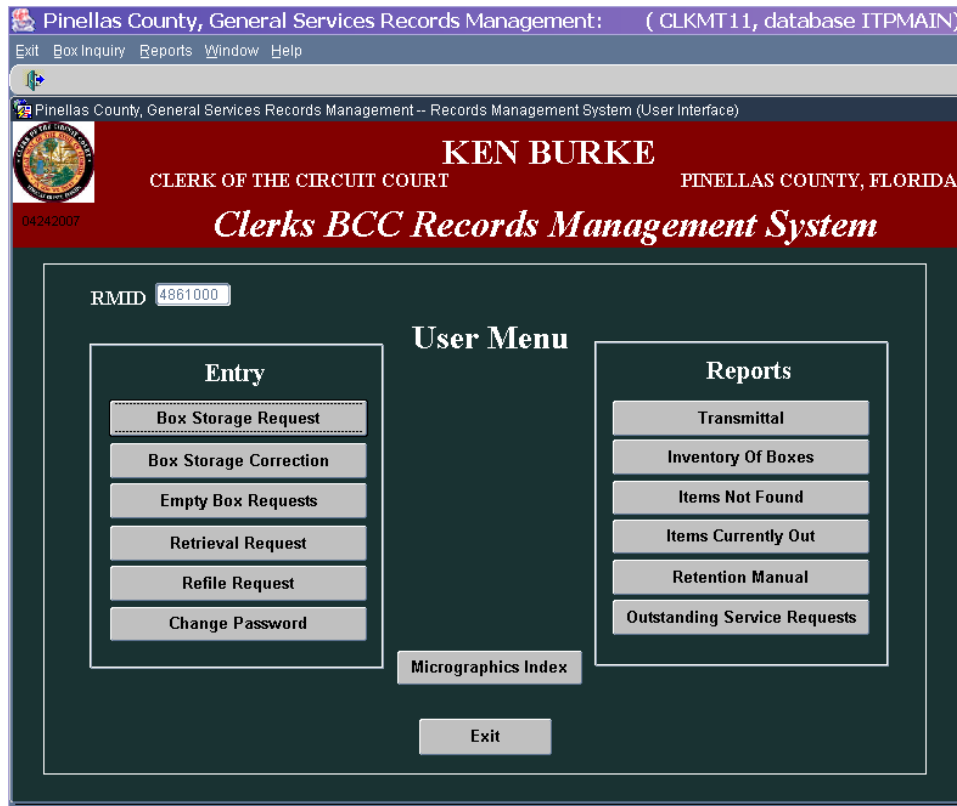 Pinellas County, General Services Records Management: ( CLKMT11, database ITPMAIN)
Exit Box Inquiry Reports Window Help
Pinellas County, General Services Records Management -- Records Management System (User Interface)
KEN BURKE
CLERK OF THE CIRCUIT COURT PINELLAS COUNTY, FLORIDA
04242007
Clerks BCC Records Management System
RMID 4861000
User Menu
Entry
Box Storage Request
Box Storage Correction
Empty Box Requests
Retrieval Request
Refile Request
Change Password
Reports
Transmittal
Inventory Of Boxes
Items Not Found
Items Currently Out
Retention Manual
Outstanding Service Requests
Micrographics Index
Exit